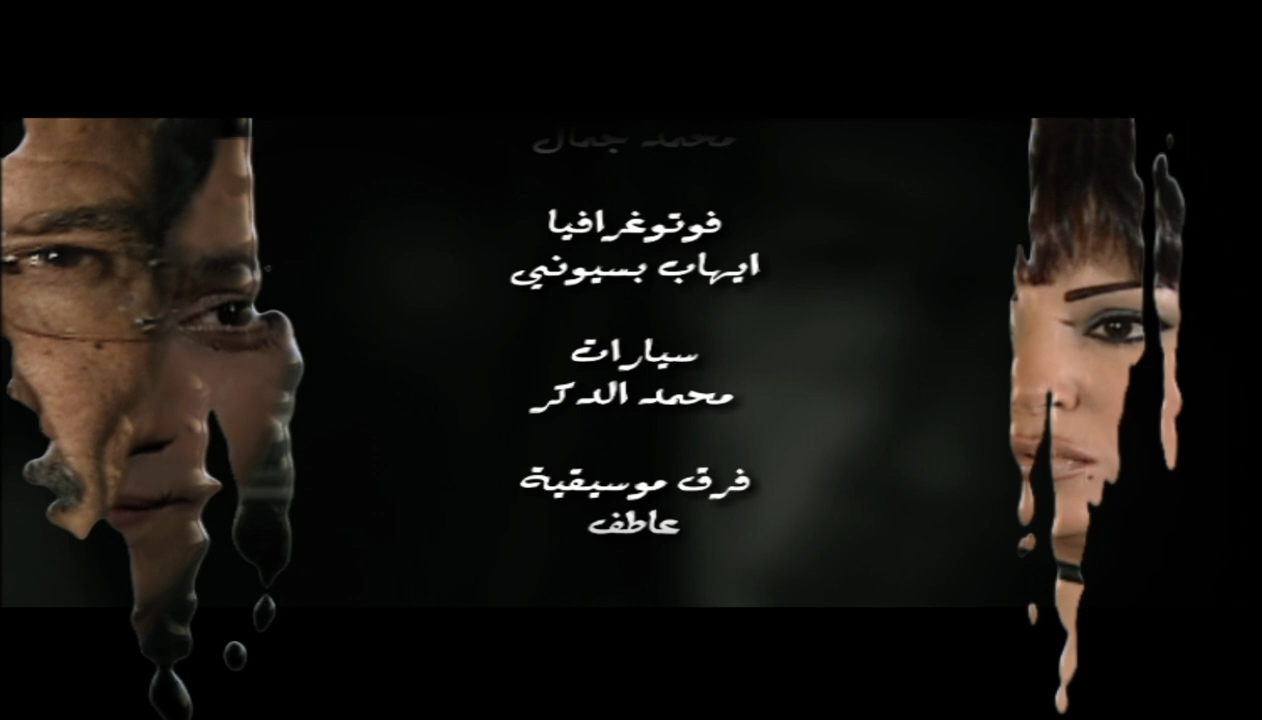 محمد جمال
فوتوغرافيا
ايهاب بسيوني
سيارات
محمد الدكر
فرق موسيقية
عاطف